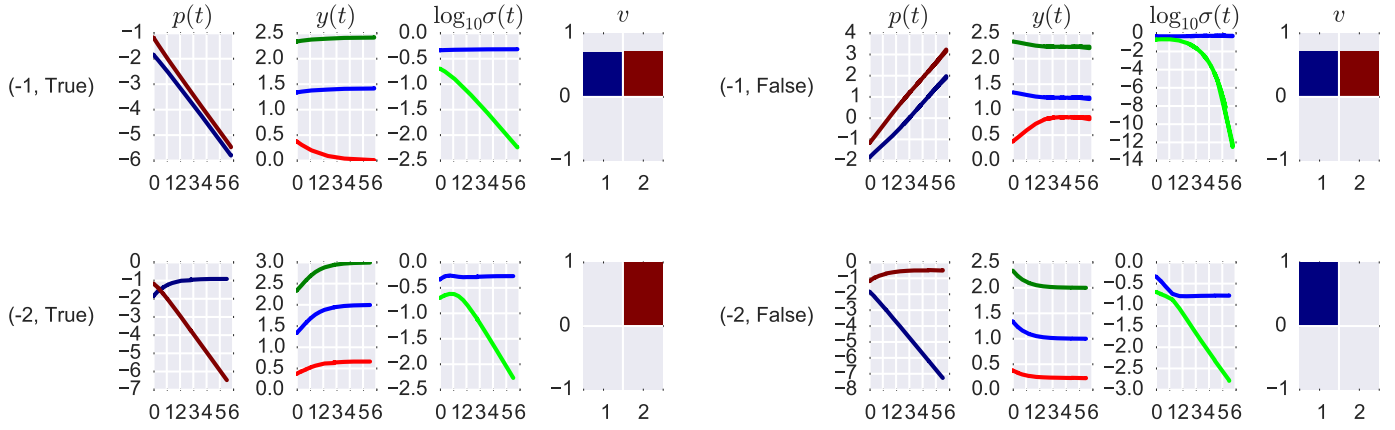 p(t) y(t) log₁₀σ(t) v p(t) y(t) log₁₀σ(t) v
(-1, True) (-1, False)
−1 −2 −3 −4 −5 −6
2.5 2.0 1.5 1.0 0.5 0.0
0.0 −0.5 −1.0 −1.5 −2.0 −2.5
1 0 −1
4 3 2 1 0 −1 −2
2.5 2.0 1.5 1.0 0.5 0.0
0 −2 −4 −6 −8 −10 −12 −14
1 0 −1
0 123456 0 123456 0 123456 1 2 0 123456 0 123456 0 123456 1 2
(-2, True) (-2, False)
0 −1 −2 −3 −4 −5 −6 −7
3.0 2.5 2.0 1.5 1.0 0.5 0.0
0.0 −0.5 −1.0 −1.5 −2.0 −2.5
1 0 −1
0 −1 −2 −3 −4 −5 −6 −7 −8
2.5 2.0 1.5 1.0 0.5 0.0
0.0 −0.5 −1.0 −1.5 −2.0 −2.5 −3.0
1 0 −1
0 123456 0 123456 0 123456 1 2 0 123456 0 123456 0 123456 1 2